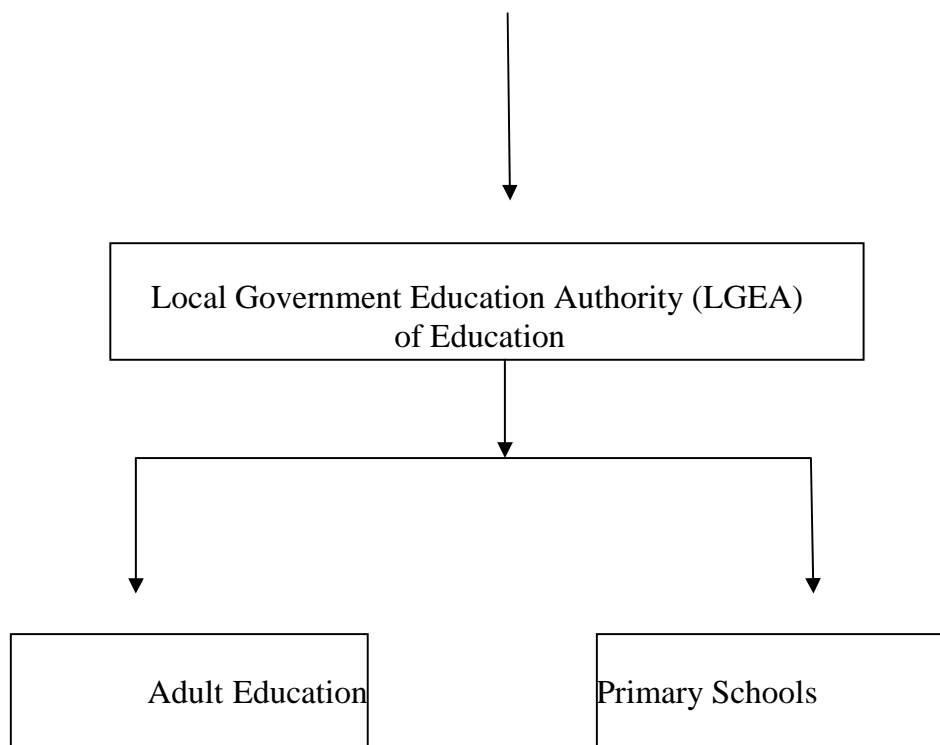 Local Government Education Authority (LGEA)
of Education
Adult Education
Primary Schools